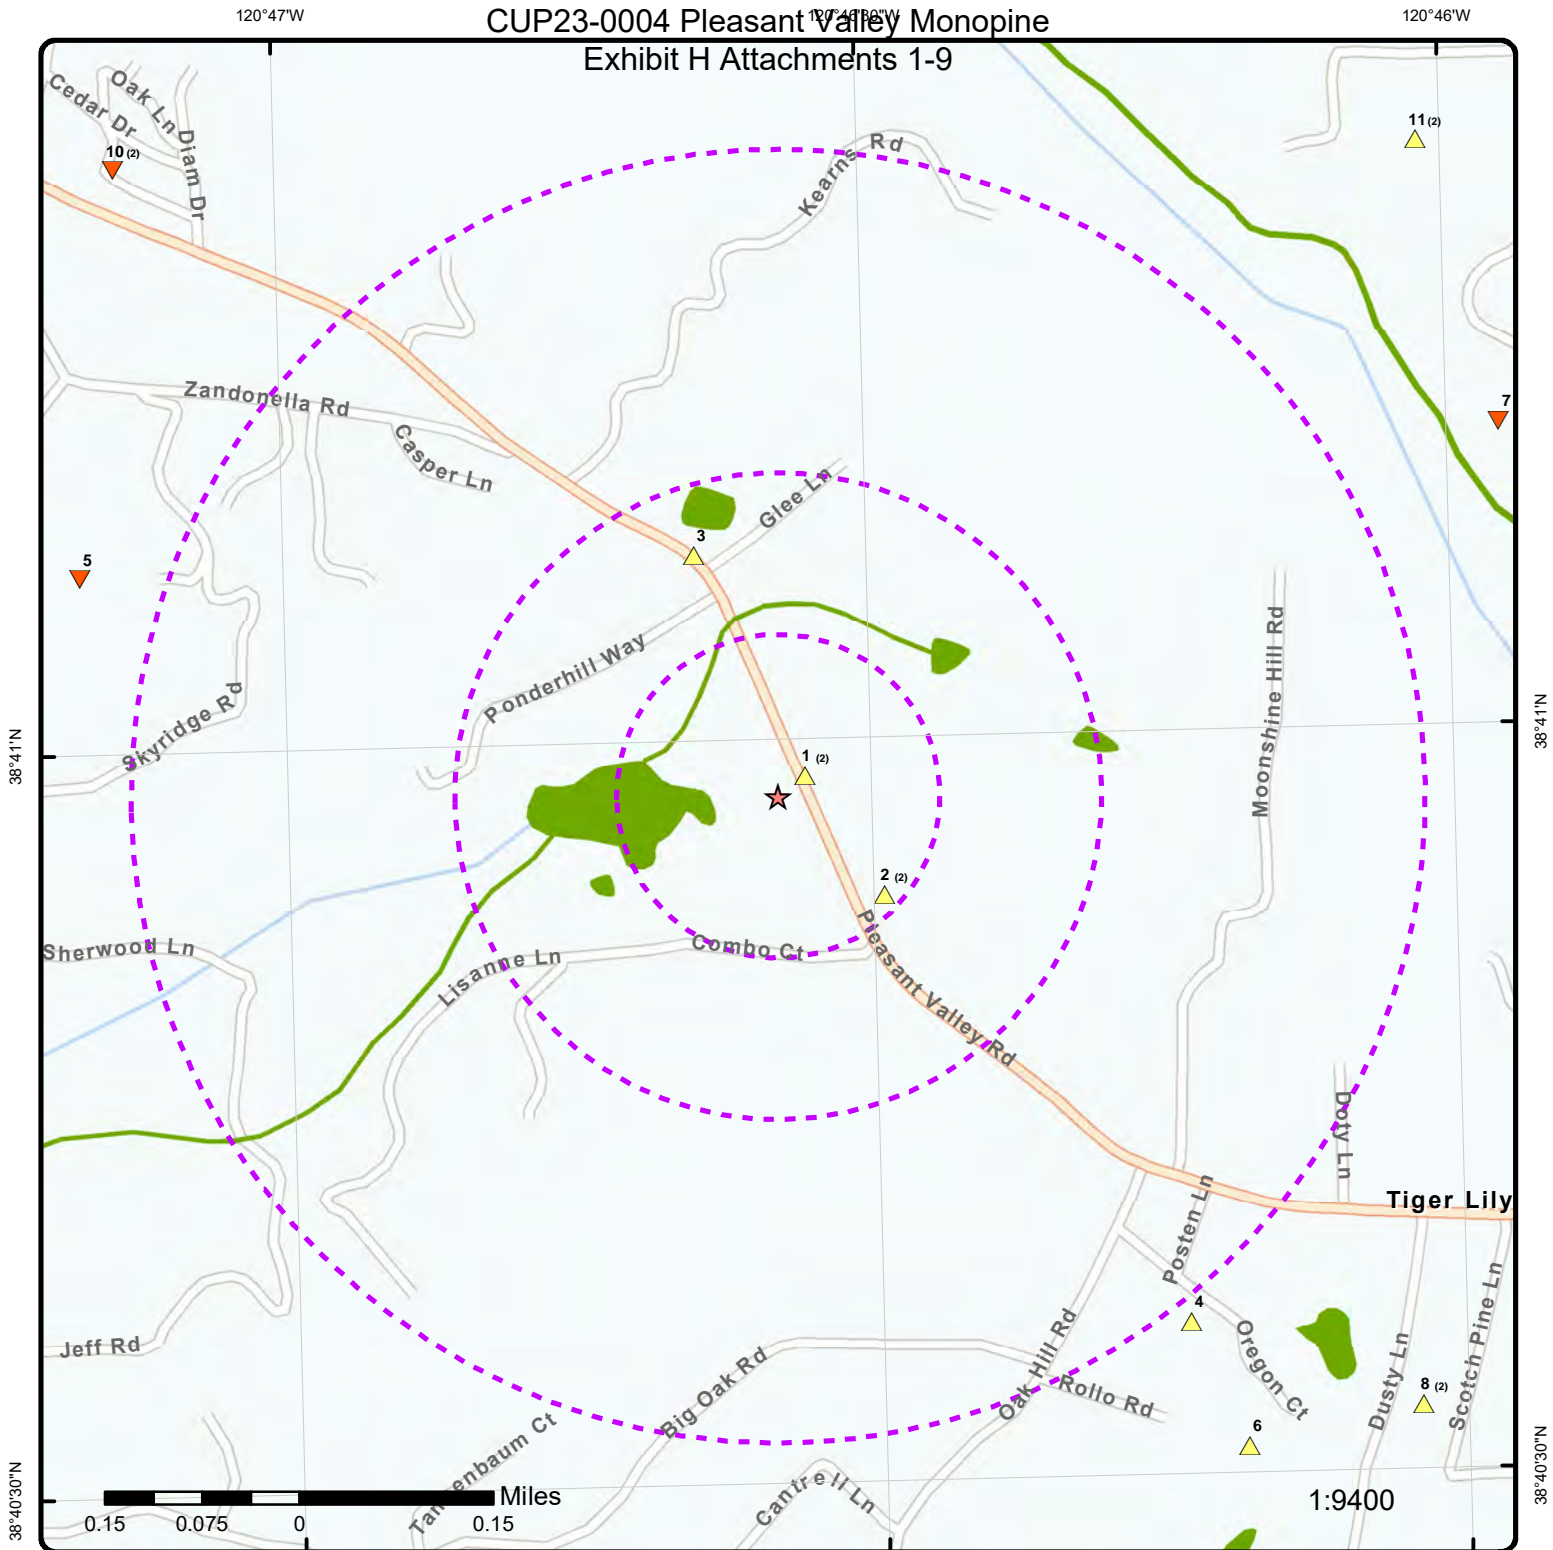 120°47'W
120°46'30"W
120°46'W
CUP23-0004 Pleasant Valley Monopine
Exhibit H Attachments 1-9
Cedar Dr
Oak Ln
Diam Dr
10 (2)
11 (2)
Kearns Rd
Zandonella Rd
Casper Ln
7
Glee Ln
3
5
Ponderhill Way
Moonshine Hill Rd
Skyridge Rd
38°41'N
38°41'N
1 (2)
2 (2)
Sherwood Ln
Lisanne Ln
Combo Ct
Pleasant Valley Rd
Doty Ln
Tiger Lily
Posten Ln
4
Jeff Rd
Oregon Ct
Oak Hill Rd
Big Oak Rd
Rollo Rd
Dusty Ln
Scotch Pine Ln
8 (2)
6
Tannenbaum Ct
Cantrell Ln
38°40'30"N
38°40'30"N
Miles
0.15 0.075 0 0.15
1:9400